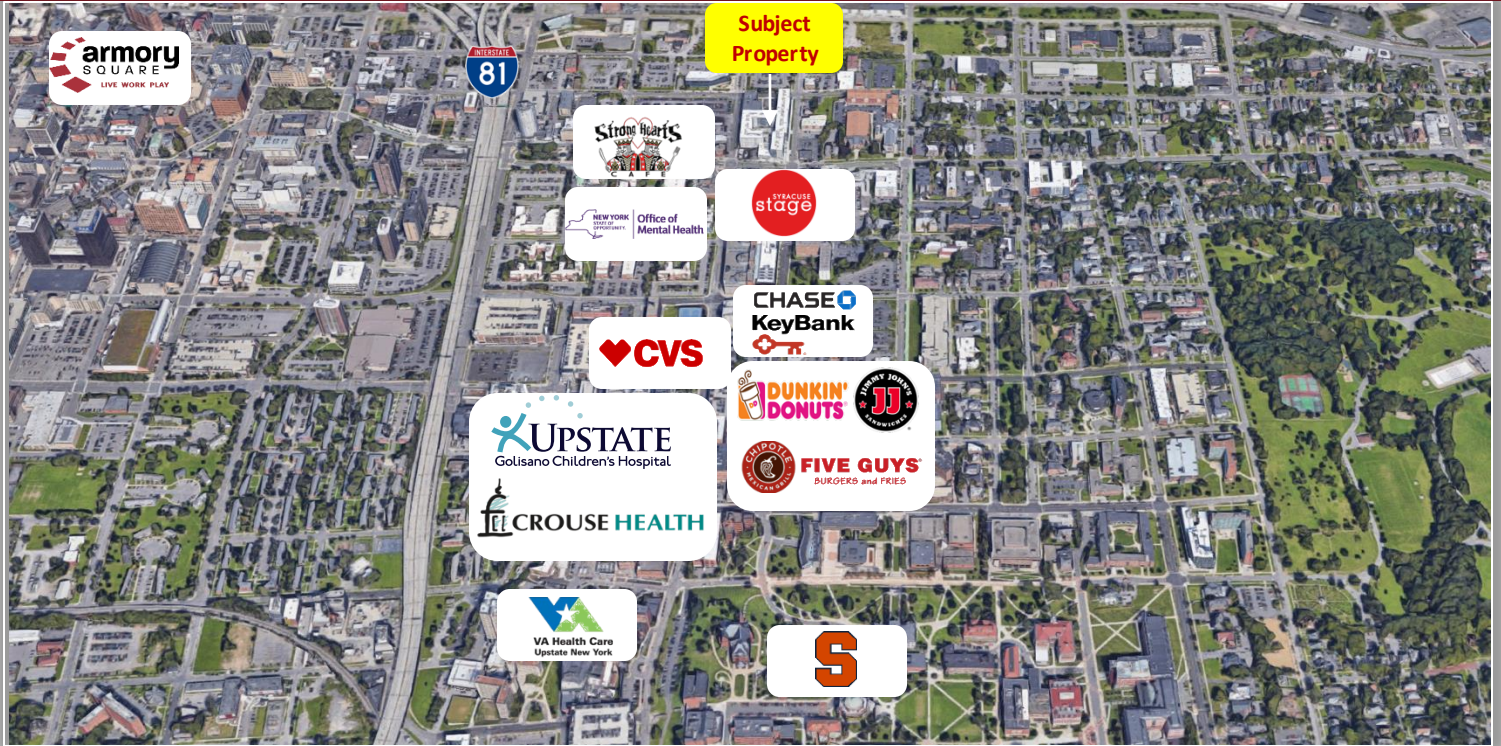 armory
SQUARE
LIVE WORK PLAY
INTERSTATE
81
Subject
Property
Strong Hearts
CAFE
NEW YORK
STATE OF
OPPORTUNITY.
Office of
Mental Health
SYRACUSE
stage
CHASE
KeyBank
CVS
DUNKIN'
DONUTS
JIMMY JOHN'S
JJ
SANDWICHES
CHIPOTLE
MEXICAN GRILL
FIVE GUYS
BURGERS and FRIES
UPSTATE
Golisano Children's Hospital
CROUSE HEALTH
VA
VA Health Care
Upstate New York
S